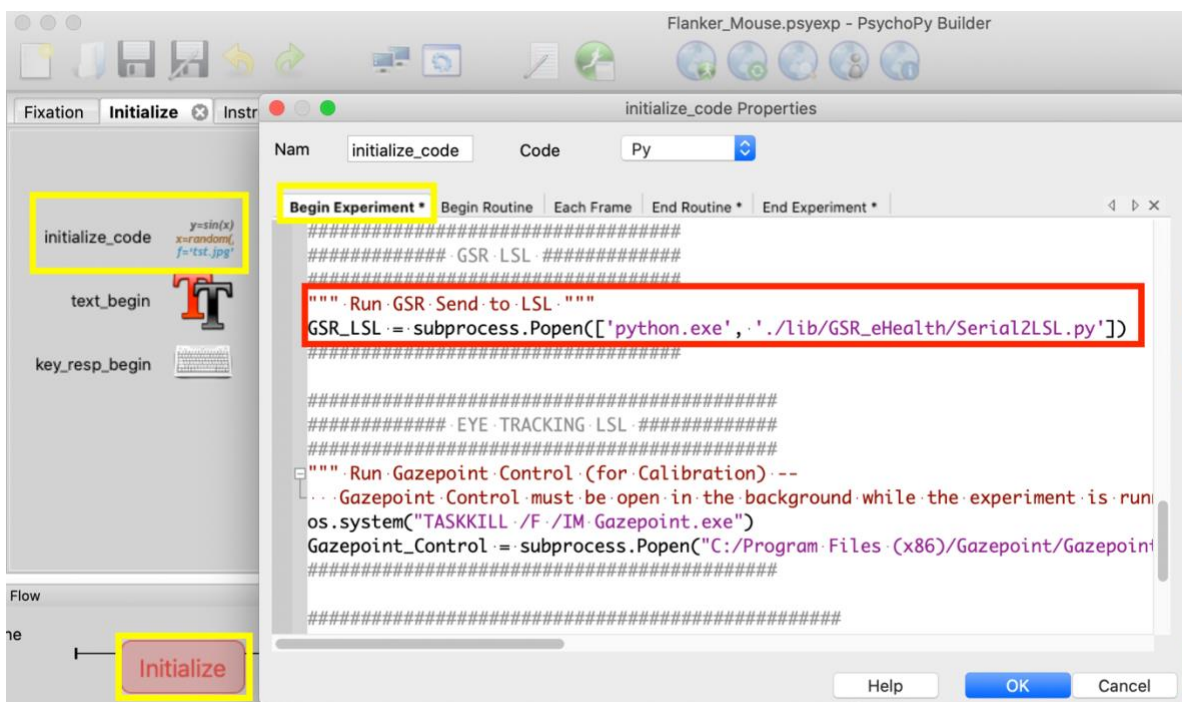 Flanker_Mouse.psyexp - PsychoPy Builder
Fixation Initialize Instr
initialize_code Properties
Nam initialize_code Code Py
Begin Experiment * Begin Routine Each Frame End Routine * End Experiment *
initialize_code
y=sin(x)
x=random(,
f='tst.jpg'
text_begin
key_resp_begin
###################################
############# GSR LSL #############
###################################
""" Run GSR Send to LSL """
GSR_LSL = subprocess.Popen(['python.exe', './lib/GSR_eHealth/Serial2LSL.py'])
###################################
############################################
############# EYE TRACKING LSL #############
############################################
""" Run Gazepoint Control (for Calibration) --
Gazepoint Control must be open in the background while the experiment is runn
os.system("TASKKILL /F /IM Gazepoint.exe")
Gazepoint_Control = subprocess.Popen("C:/Program Files (x86)/Gazepoint/Gazepoint
############################################
##################################################
Flow
ne
Initialize
Help OK Cancel